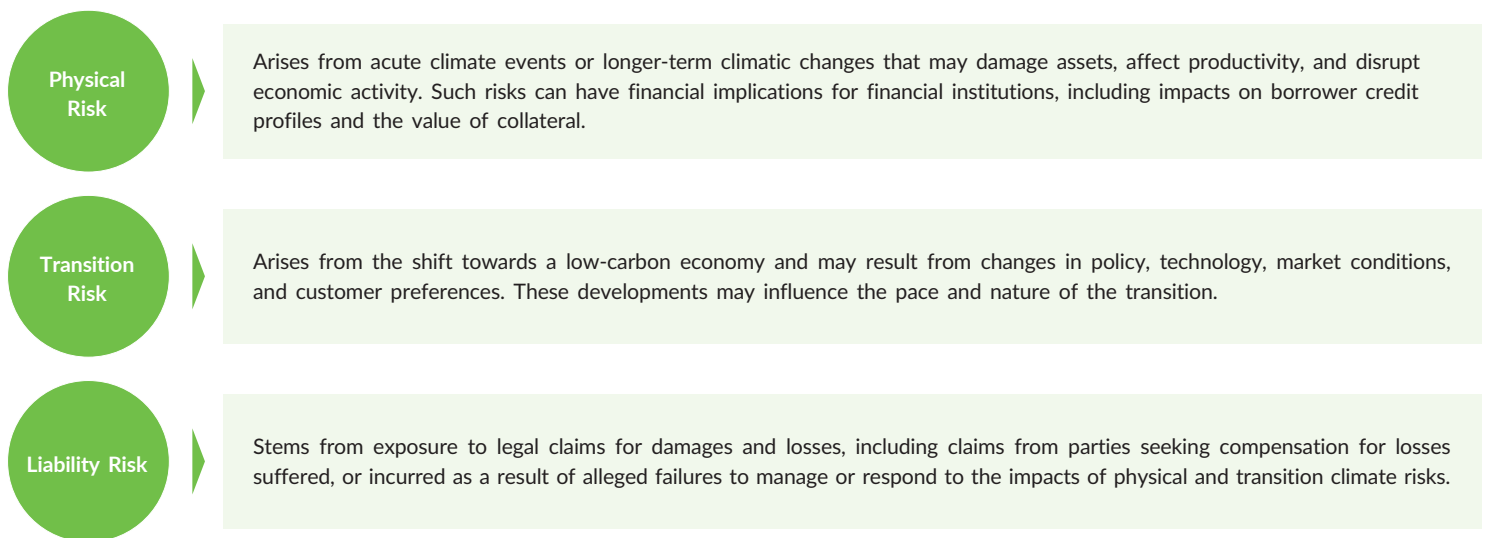 Physical
Risk
Arises from acute climate events or longer-term climatic changes that may damage assets, affect productivity, and disrupt
economic activity. Such risks can have financial implications for financial institutions, including impacts on borrower credit
profiles and the value of collateral.
Transition
Risk
Arises from the shift towards a low-carbon economy and may result from changes in policy, technology, market conditions,
and customer preferences. These developments may influence the pace and nature of the transition.
Liability Risk
Stems from exposure to legal claims for damages and losses, including claims from parties seeking compensation for losses
suffered, or incurred as a result of alleged failures to manage or respond to the impacts of physical and transition climate risks.